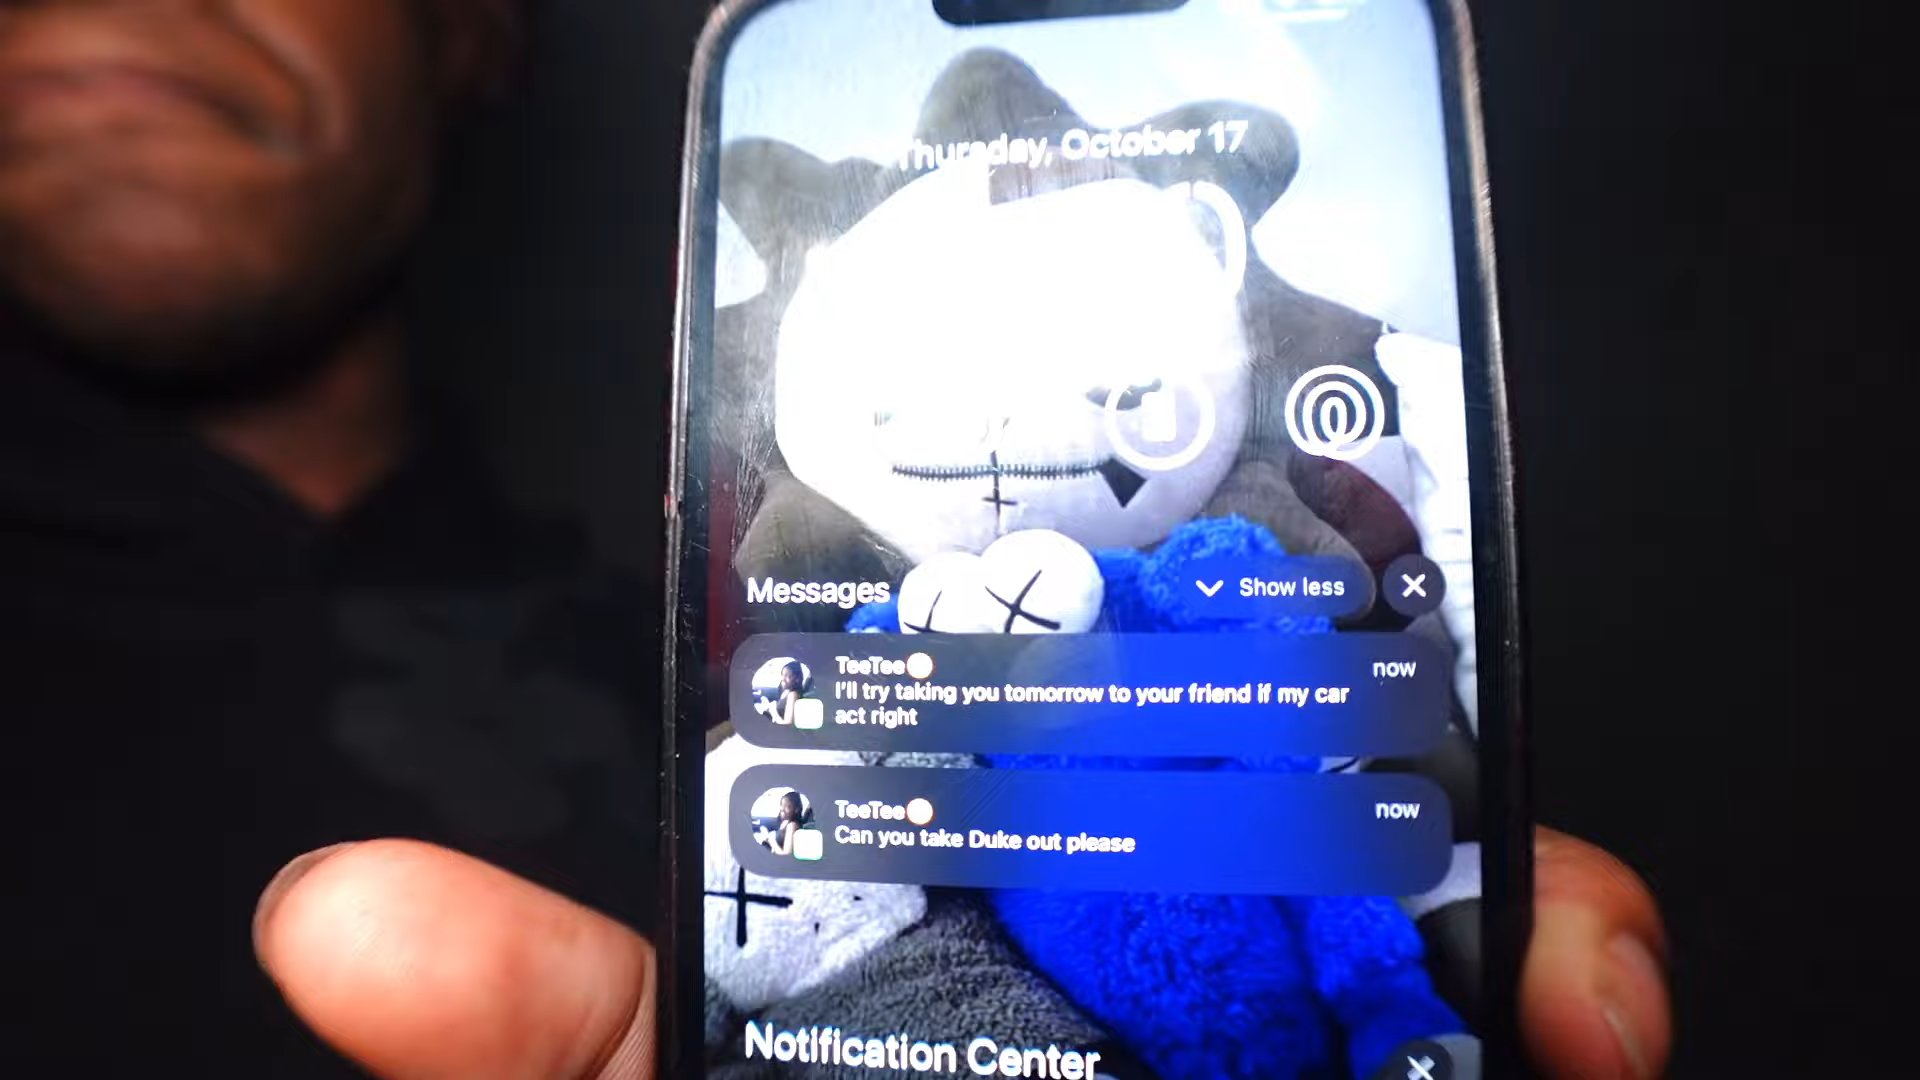 Thursday, October 17
Messages
Show less
TeeTee
now
I'll try taking you tomorrow to your friend if my car
act right
TeeTee
now
Can you take Duke out please
Notification Center